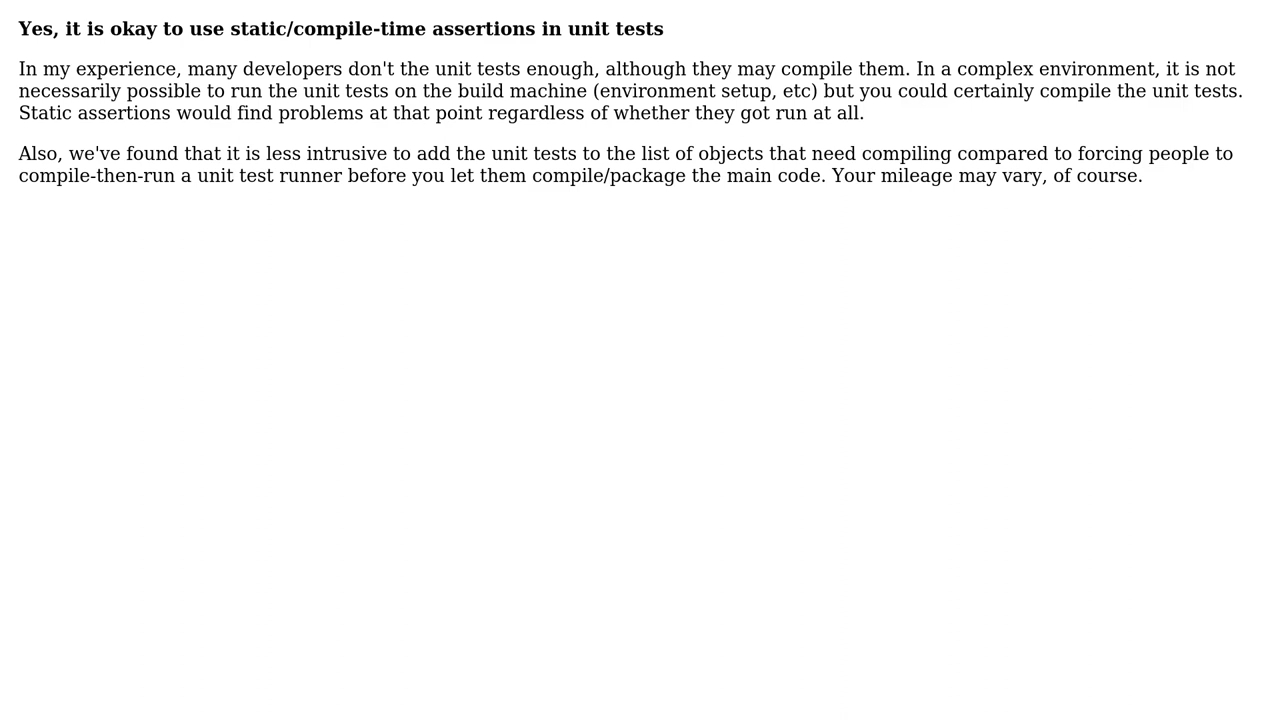 Yes, it is okay to use static/compile-time assertions in unit tests
In my experience, many developers don't the unit tests enough, although they may compile them. In a complex environment, it is not
necessarily possible to run the unit tests on the build machine (environment setup, etc) but you could certainly compile the unit tests.
Static assertions would find problems at that point regardless of whether they got run at all.
Also, we've found that it is less intrusive to add the unit tests to the list of objects that need compiling compared to forcing people to
compile-then-run a unit test runner before you let them compile/package the main code. Your mileage may vary, of course.